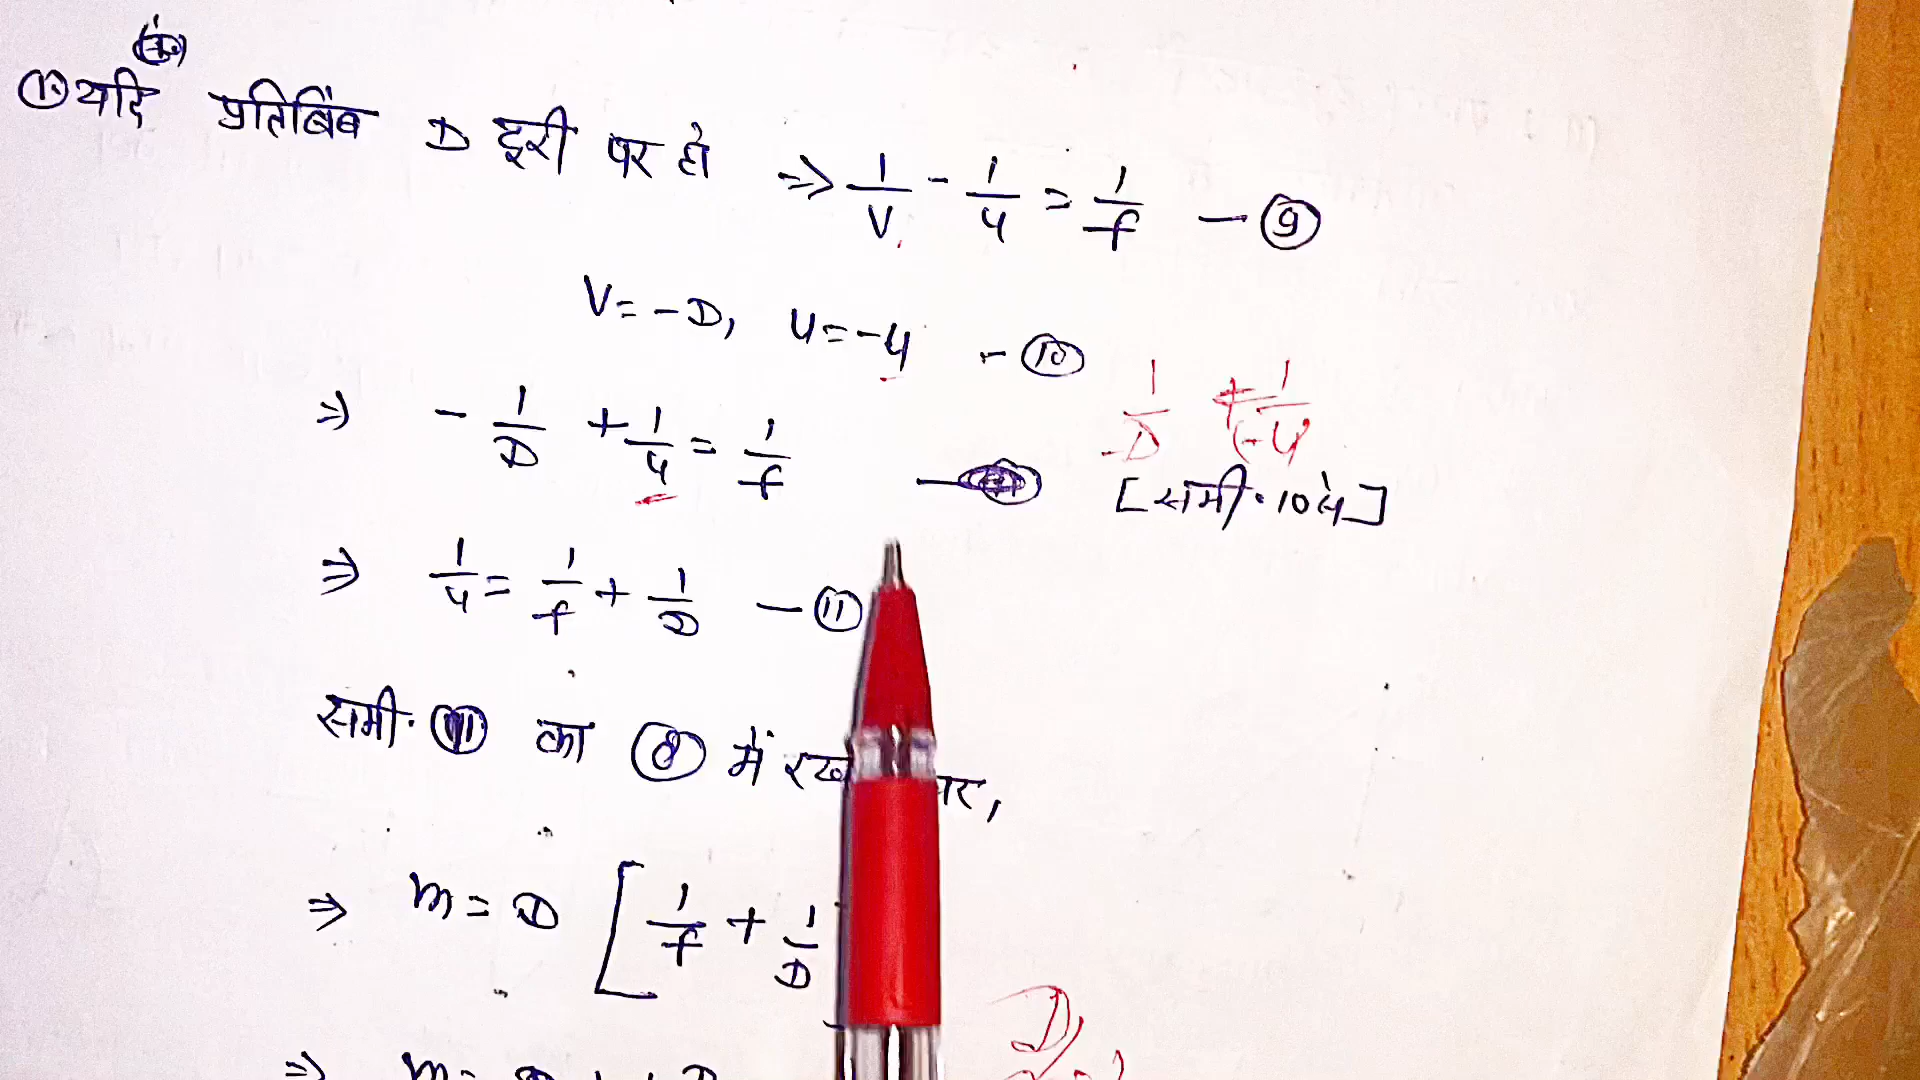 ① यदि प्रतिबिंब D दूरी पर हो ⇒ 1/v - 1/u = 1/f — ⑨
V = -D, u = -u - ⑩
⇒ - 1/D + 1/u = 1/f —
1/-D + 1/(-u
[समी. 10 से]
⇒ 1/u = 1/f + 1/D — ⑪
समी. ⑪ का ⑧ में पर,
⇒ m = D [ 1/f + 1/D
⇒ m =